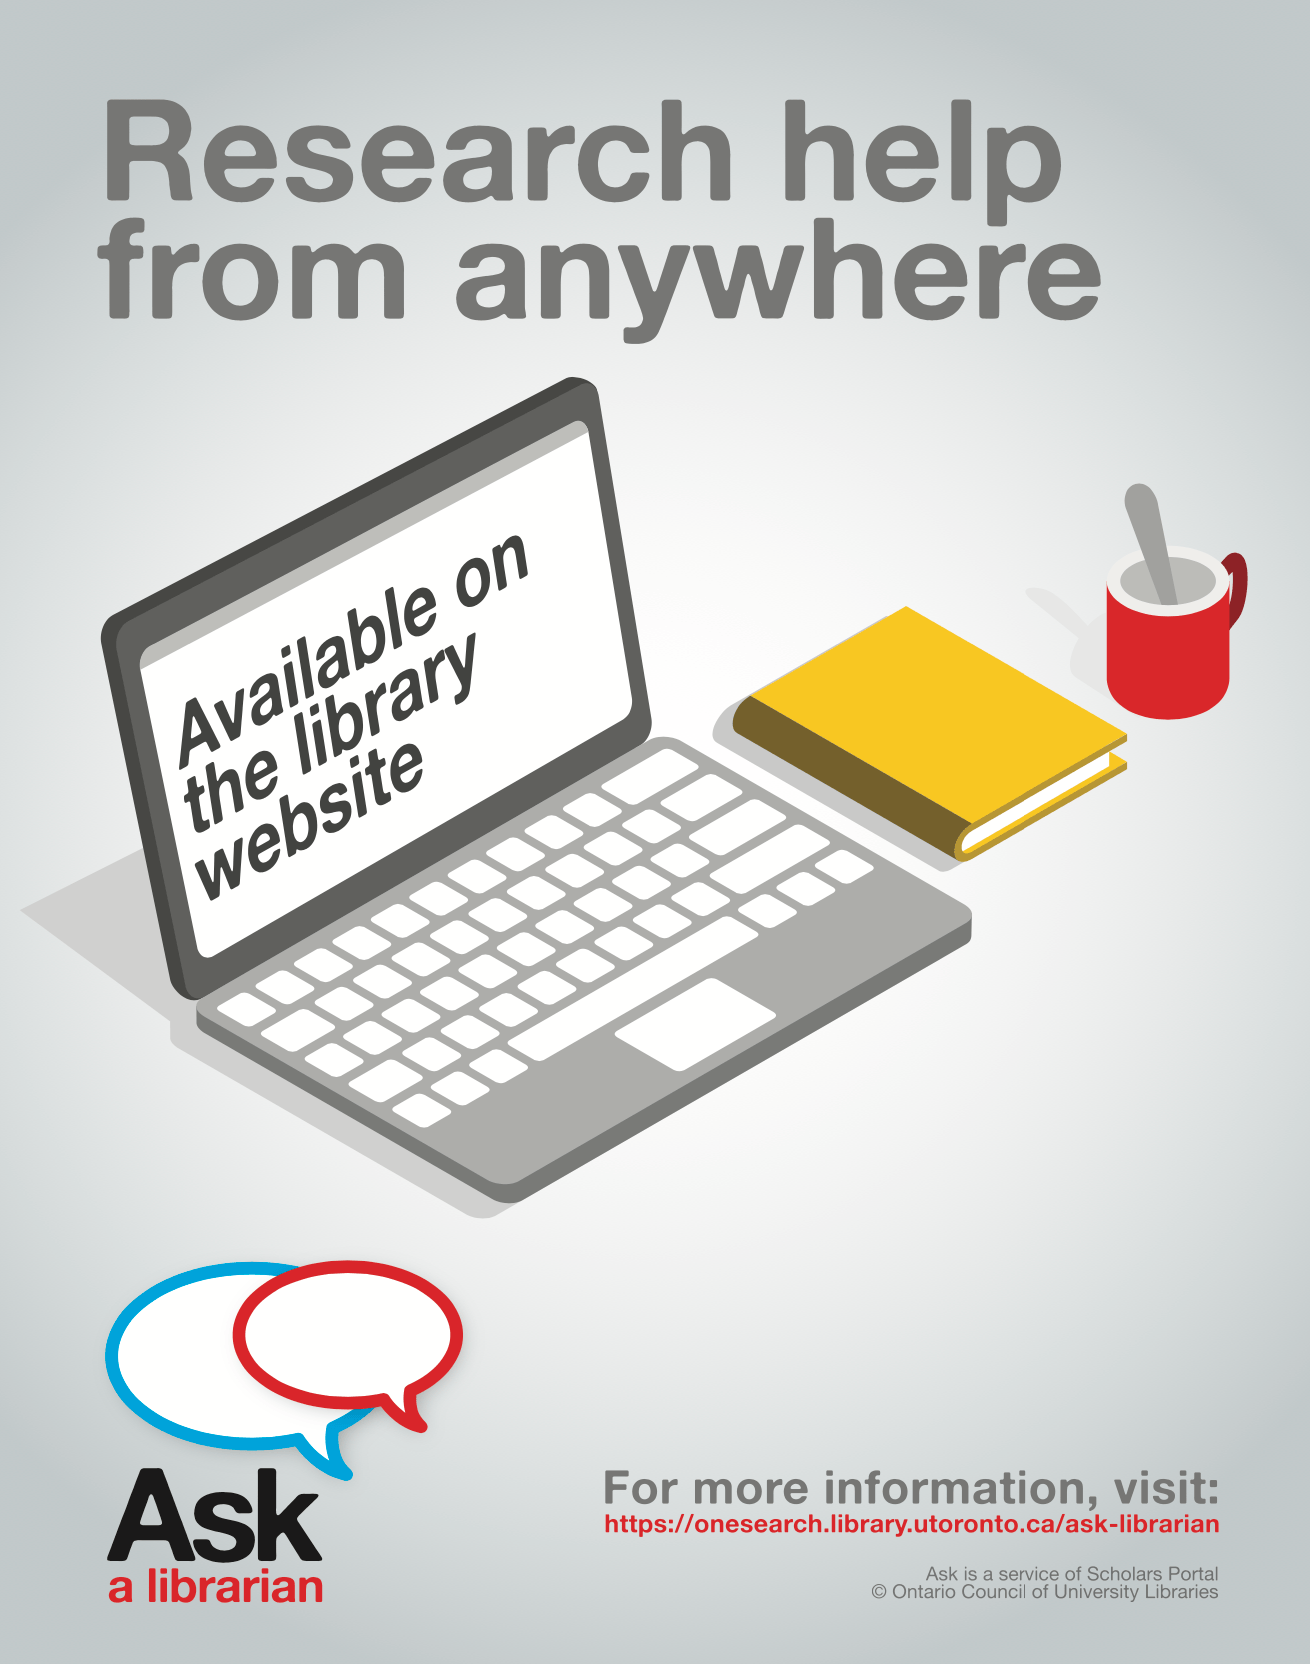 Research help
from anywhere
Available on
the library
website
Ask
a librarian
For more information, visit:
https://onesearch.library.utoronto.ca/ask-librarian
Ask is a service of Scholars Portal
© Ontario Council of University Libraries